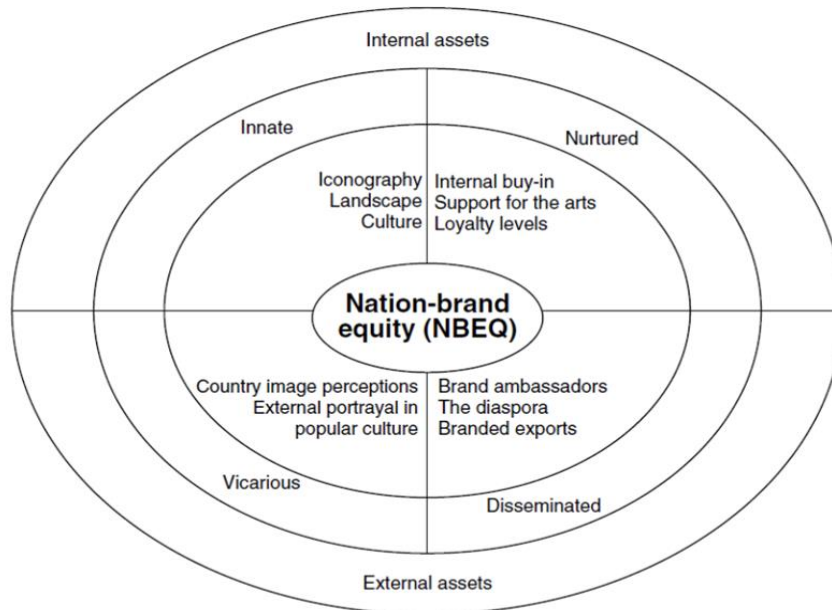 Internal assets
Innate
Nurtured
Iconography
Landscape
Culture
Internal buy-in
Support for the arts
Loyalty levels
Nation-brand
equity (NBEQ)
Country image perceptions
External portrayal in
popular culture
Brand ambassadors
The diaspora
Branded exports
Vicarious
Disseminated
External assets